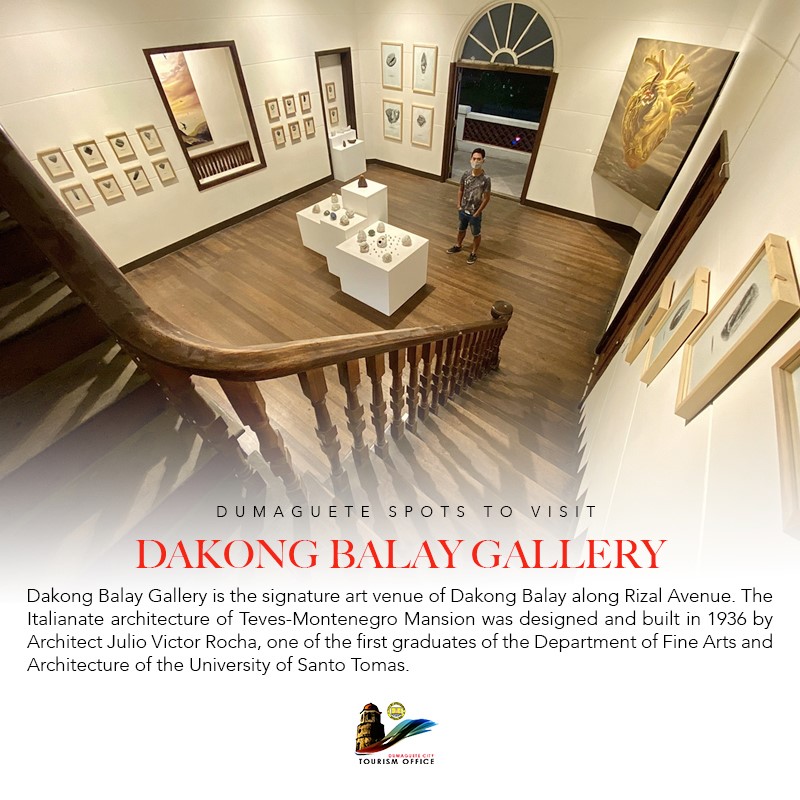 DUMAGUETE SPOTS TO VISIT
DAKONG BALAY GALLERY
Dakong Balay Gallery is the signature art venue of Dakong Balay along Rizal Avenue. The
Italianate architecture of Teves-Montenegro Mansion was designed and built in 1936 by
Architect Julio Victor Rocha, one of the first graduates of the Department of Fine Arts and
Architecture of the University of Santo Tomas.
DUMAGUETE CITY
TOURISM OFFICE